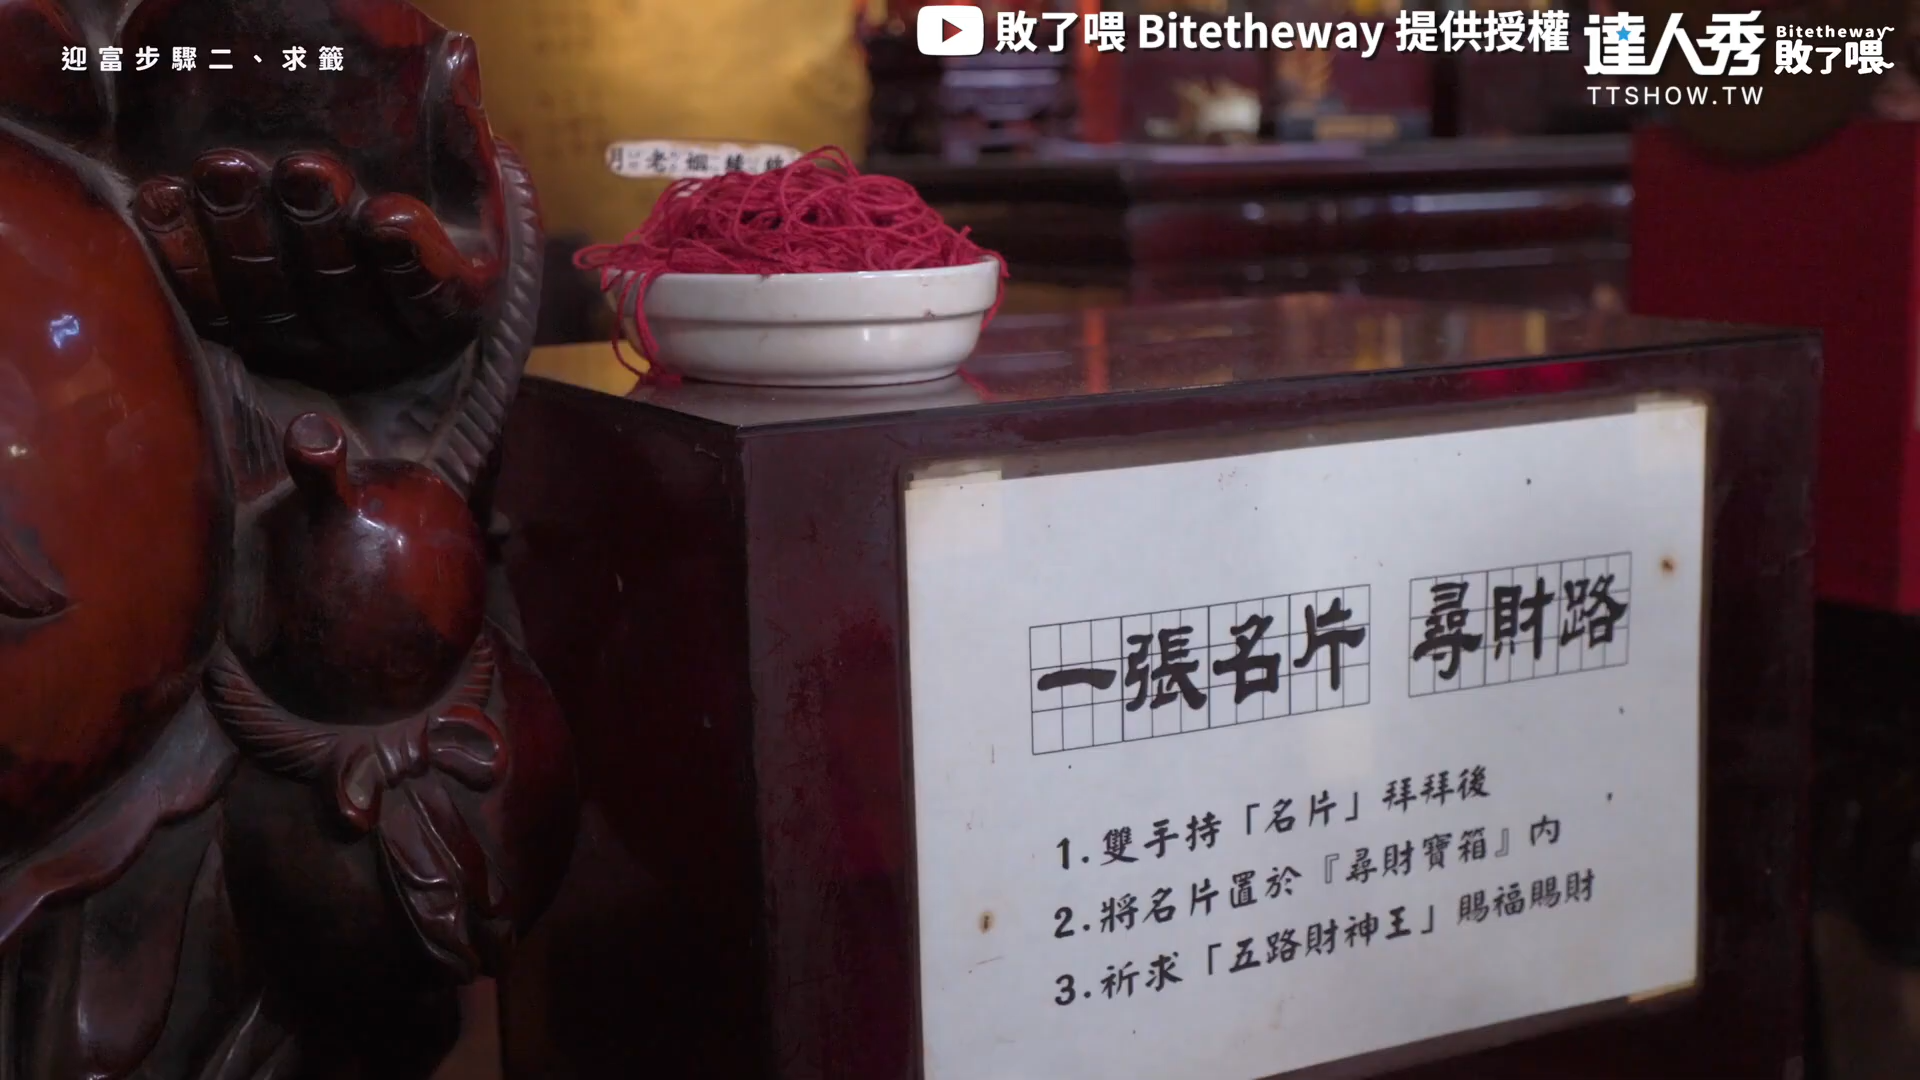 迎富步驟二、求籤
敗了喂 Bitetheway 提供授權
達人秀
TTSHOW.TW
Bitetheway~
敗了喂~
月老姻緣
一張名片 尋財路
1.雙手持「名片」拜拜後
2.將名片置於『尋財寶箱』內
3.祈求「五路財神王」賜福賜財